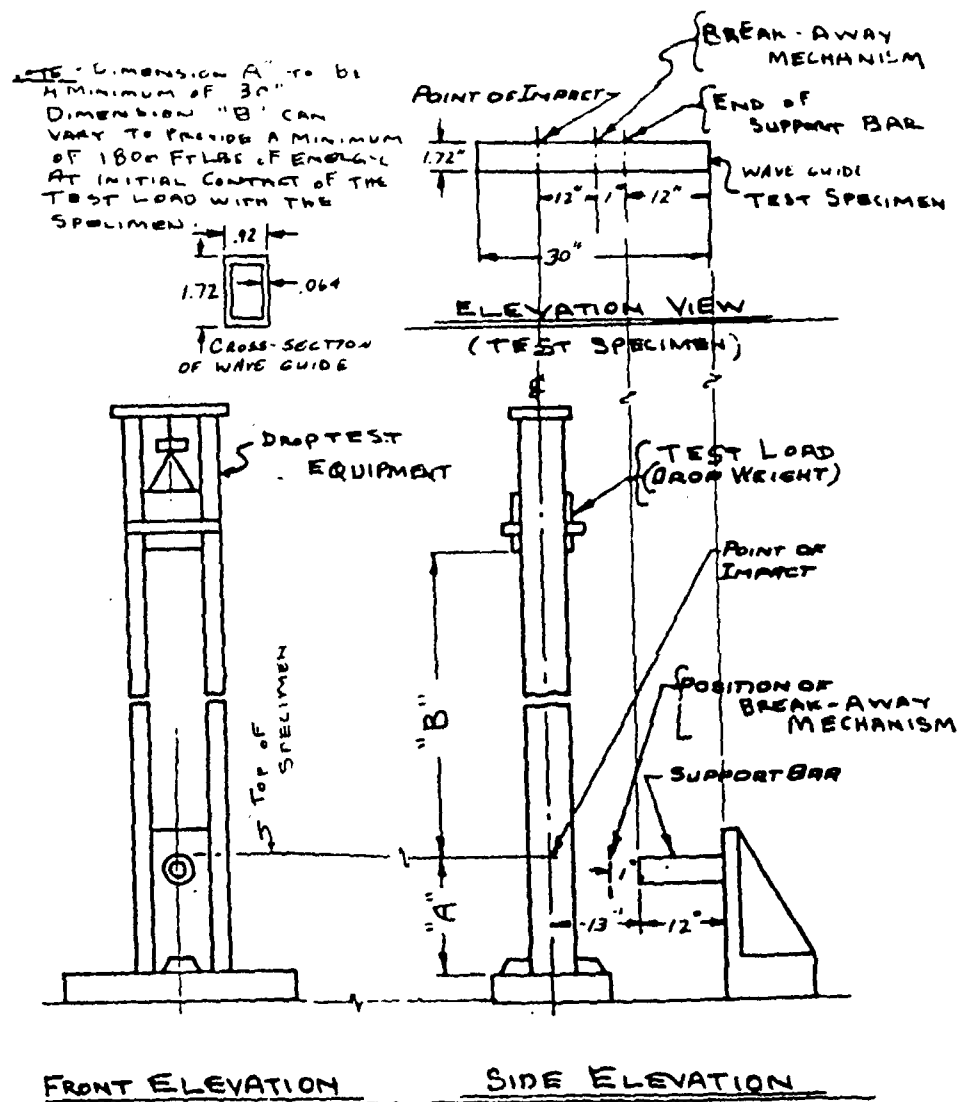 NOTE - DIMENSION "A" TO BE
A MINIMUM OF 30"
DIMENSION "B" CAN
VARY TO PROVIDE A MINIMUM
OF 1800 FT LBS OF ENERGY
AT INITIAL CONTACT OF THE
TEST LOAD WITH THE
SPECIMEN.
.92
1.72
.064
CROSS-SECTION
OF WAVE GUIDE
BREAK-AWAY
MECHANISM
POINT OF IMPACT
END OF
SUPPORT BAR
1.72"
WAVE GUIDE
TEST SPECIMEN
12" 1" 12"
30"
ELEVATION VIEW
(TEST SPECIMEN)
DROP TEST
EQUIPMENT
TEST LOAD
(DROP WEIGHT)
POINT OF
IMPACT
TOP OF
SPECIMEN
"B"
POSITION OF
BREAK-AWAY
MECHANISM
SUPPORT BAR
1"
"A"
13" 12"
FRONT ELEVATION
SIDE ELEVATION